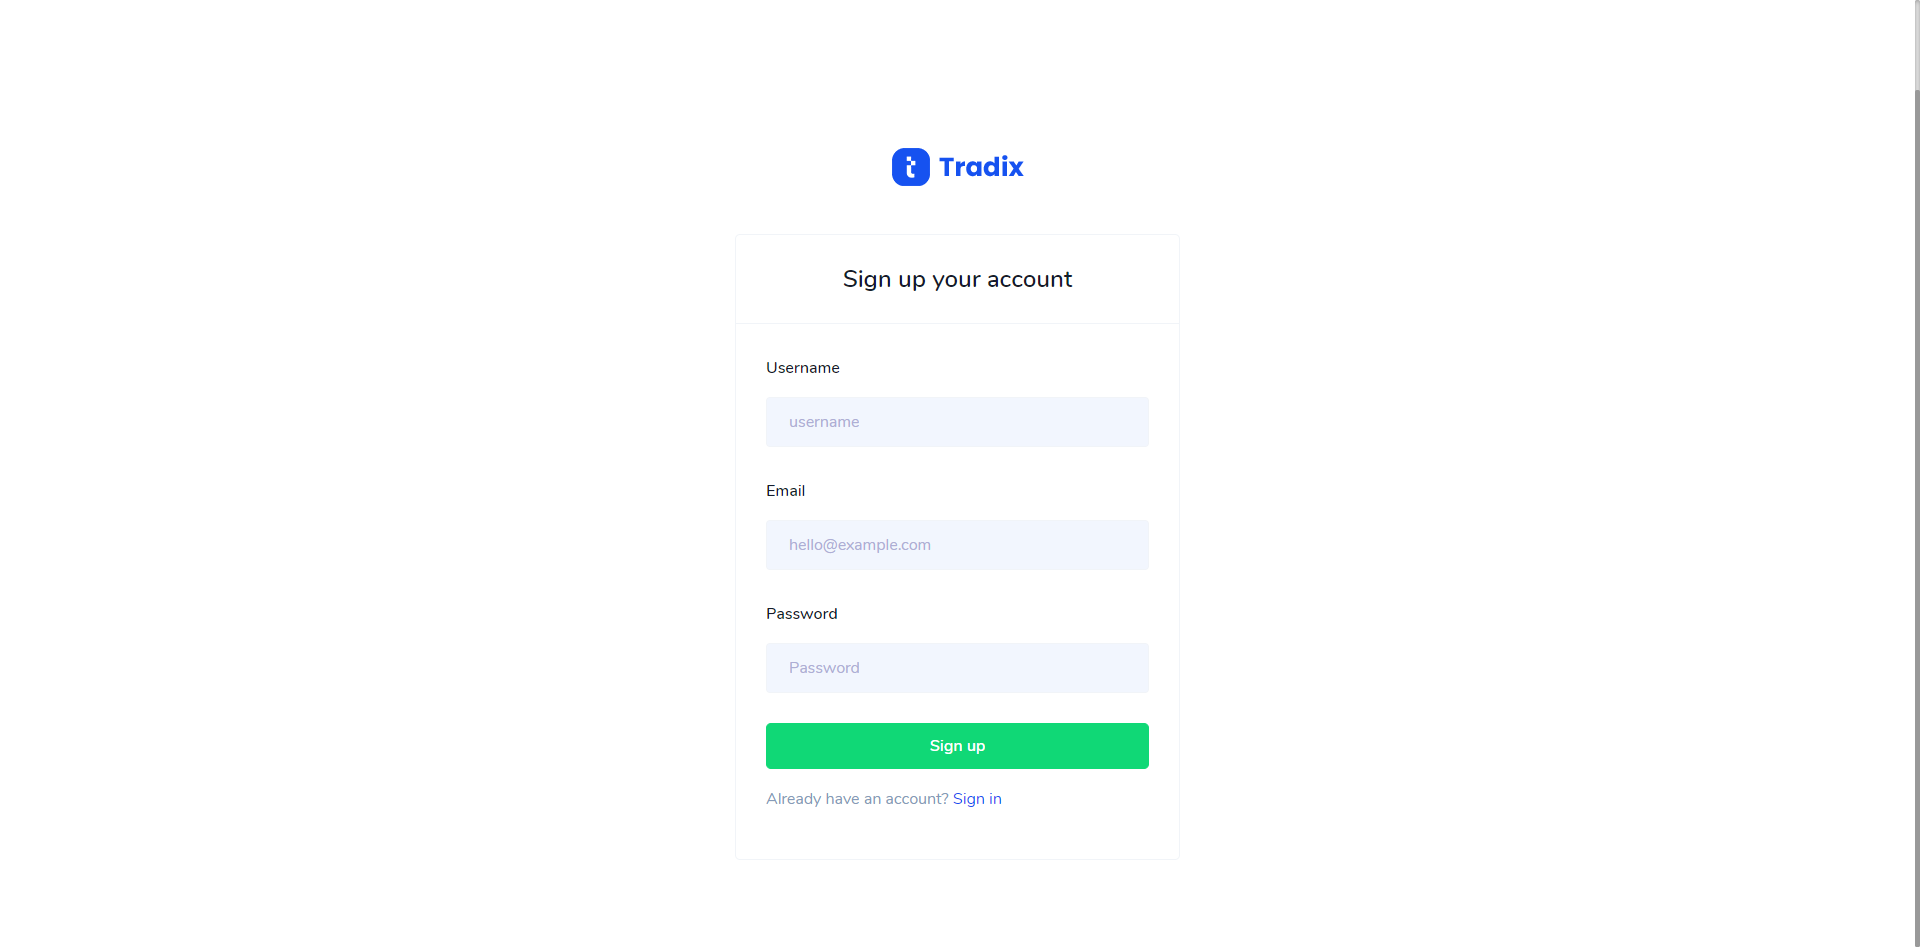 t Tradix
Sign up your account
Username
username
Email
hello@example.com
Password
Password
Sign up
Already have an account? Sign in